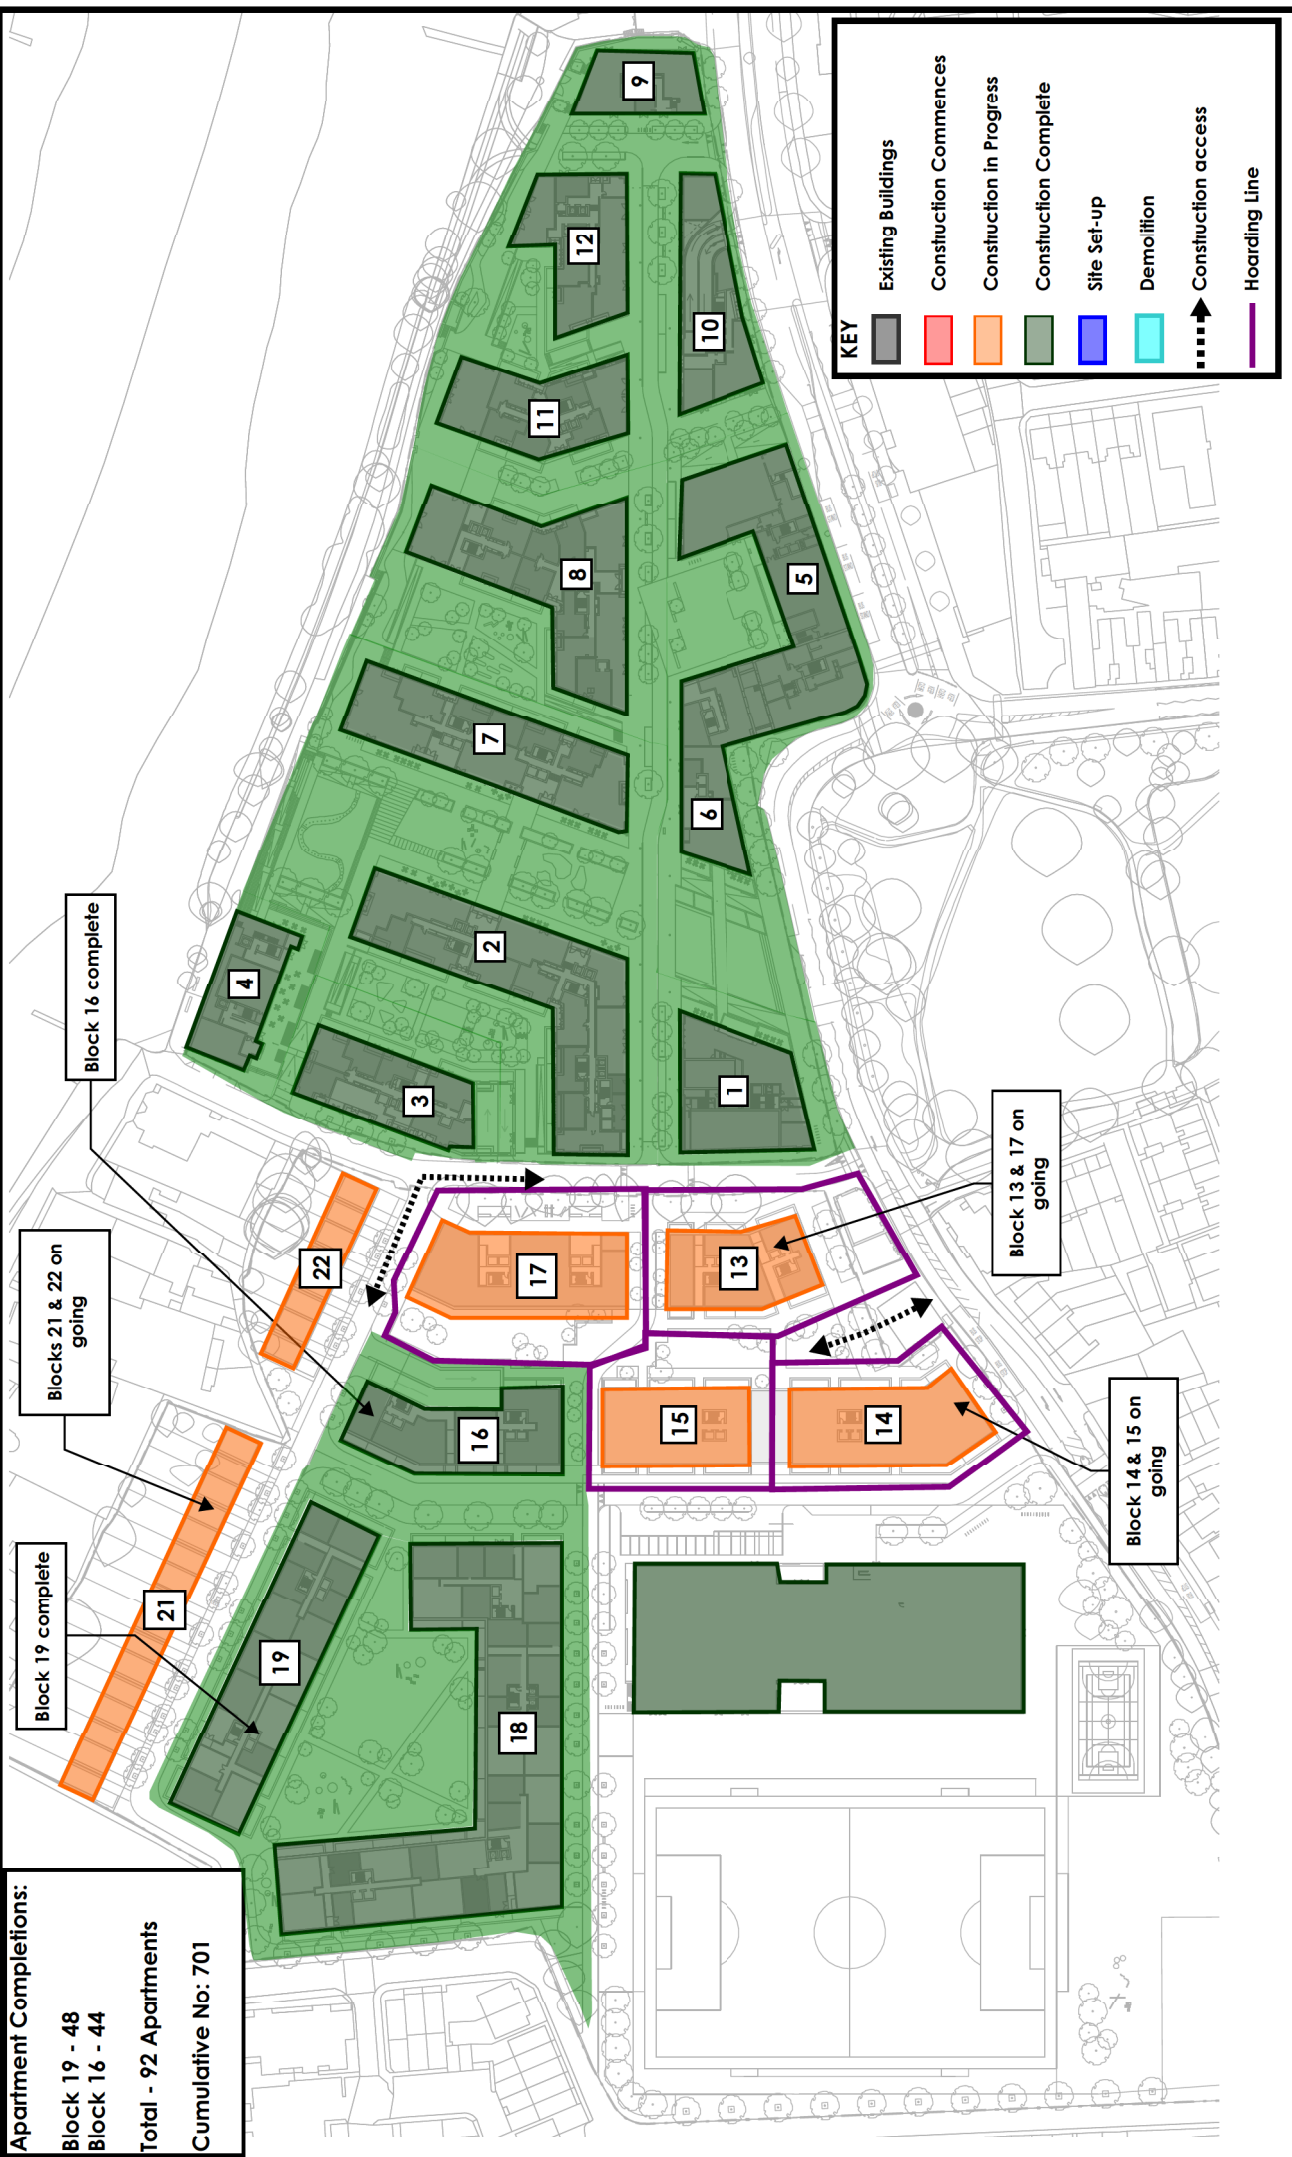 Apartment Completions:
Block 19 - 48
Block 16 - 44
Total - 92 Apartments
Cumulative No: 701
Block 19 complete
Blocks 21 & 22 on
going
Block 16 complete
21
22
19
18
16
17
15
14
13
Block 14 & 15 on
going
Block 13 & 17 on
going
4
3
2
1
7
6
8
5
11
10
12
9
KEY
Existing Buildings
Construction Commences
Construction in Progress
Construction Complete
Site Set-up
Demolition
Construction access
Hoarding Line